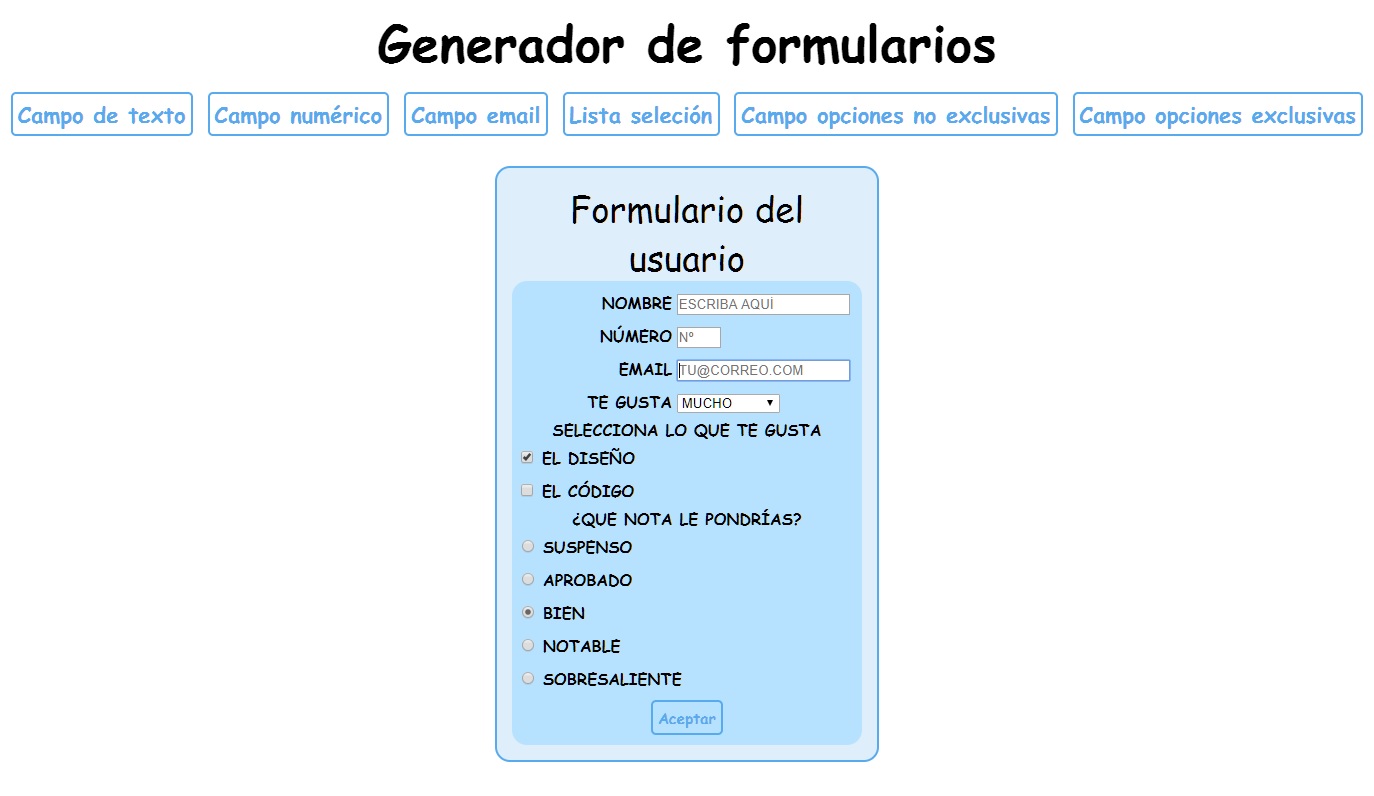 Generador de formularios
Campo de texto Campo numérico Campo email Lista seleción Campo opciones no exclusivas Campo opciones exclusivas
Formulario del
usuario
NOMBRE ESCRIBA AQUÍ
NÚMERO Nº
EMAIL TU@CORREO.COM
TE GUSTA MUCHO
SELECCIONA LO QUE TE GUSTA
EL DISEÑO
EL CÓDIGO
¿QUE NOTA LE PONDRÍAS?
SUSPENSO
APROBADO
BIEN
NOTABLE
SOBRESALIENTE
Aceptar